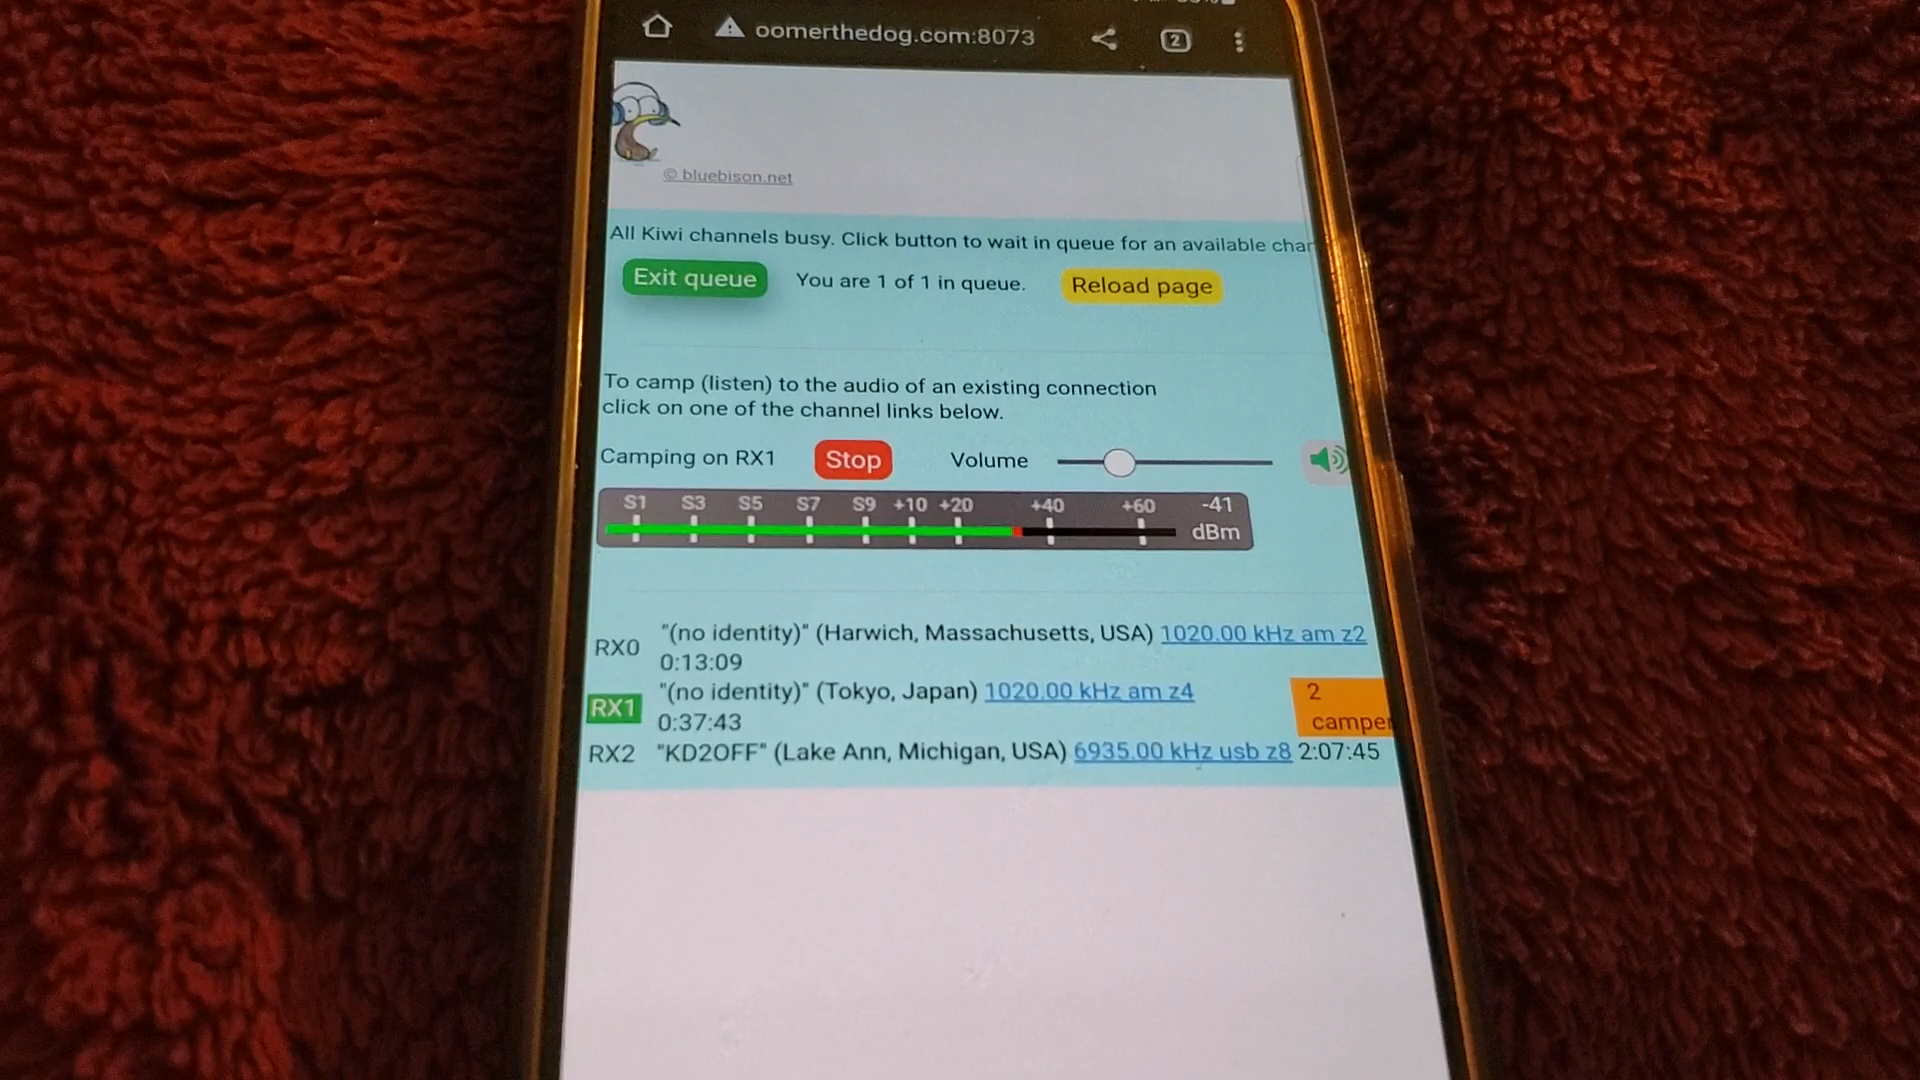 oomerthedog.com:8073
2
© bluebison.net
All Kiwi channels busy. Click button to wait in queue for an available
Exit queue You are 1 of 1 in queue. Reload page
To camp (listen) to the audio of an existing connection
click on one of the channel links below.
Camping on RX1 Stop Volume
S1 S3 S5 S7 S9 +10 +20 +40 +60 -41
dBm
RX0 "(no identity)" (Harwich, Massachusetts, USA) 1020.00 kHz am z2
0:13:09
RX1 "(no identity)" (Tokyo, Japan) 1020.00 kHz am z4 2
0:37:43 camper
RX2 "KD2OFF" (Lake Ann, Michigan, USA) 6935.00 kHz usb z8 2:07:45